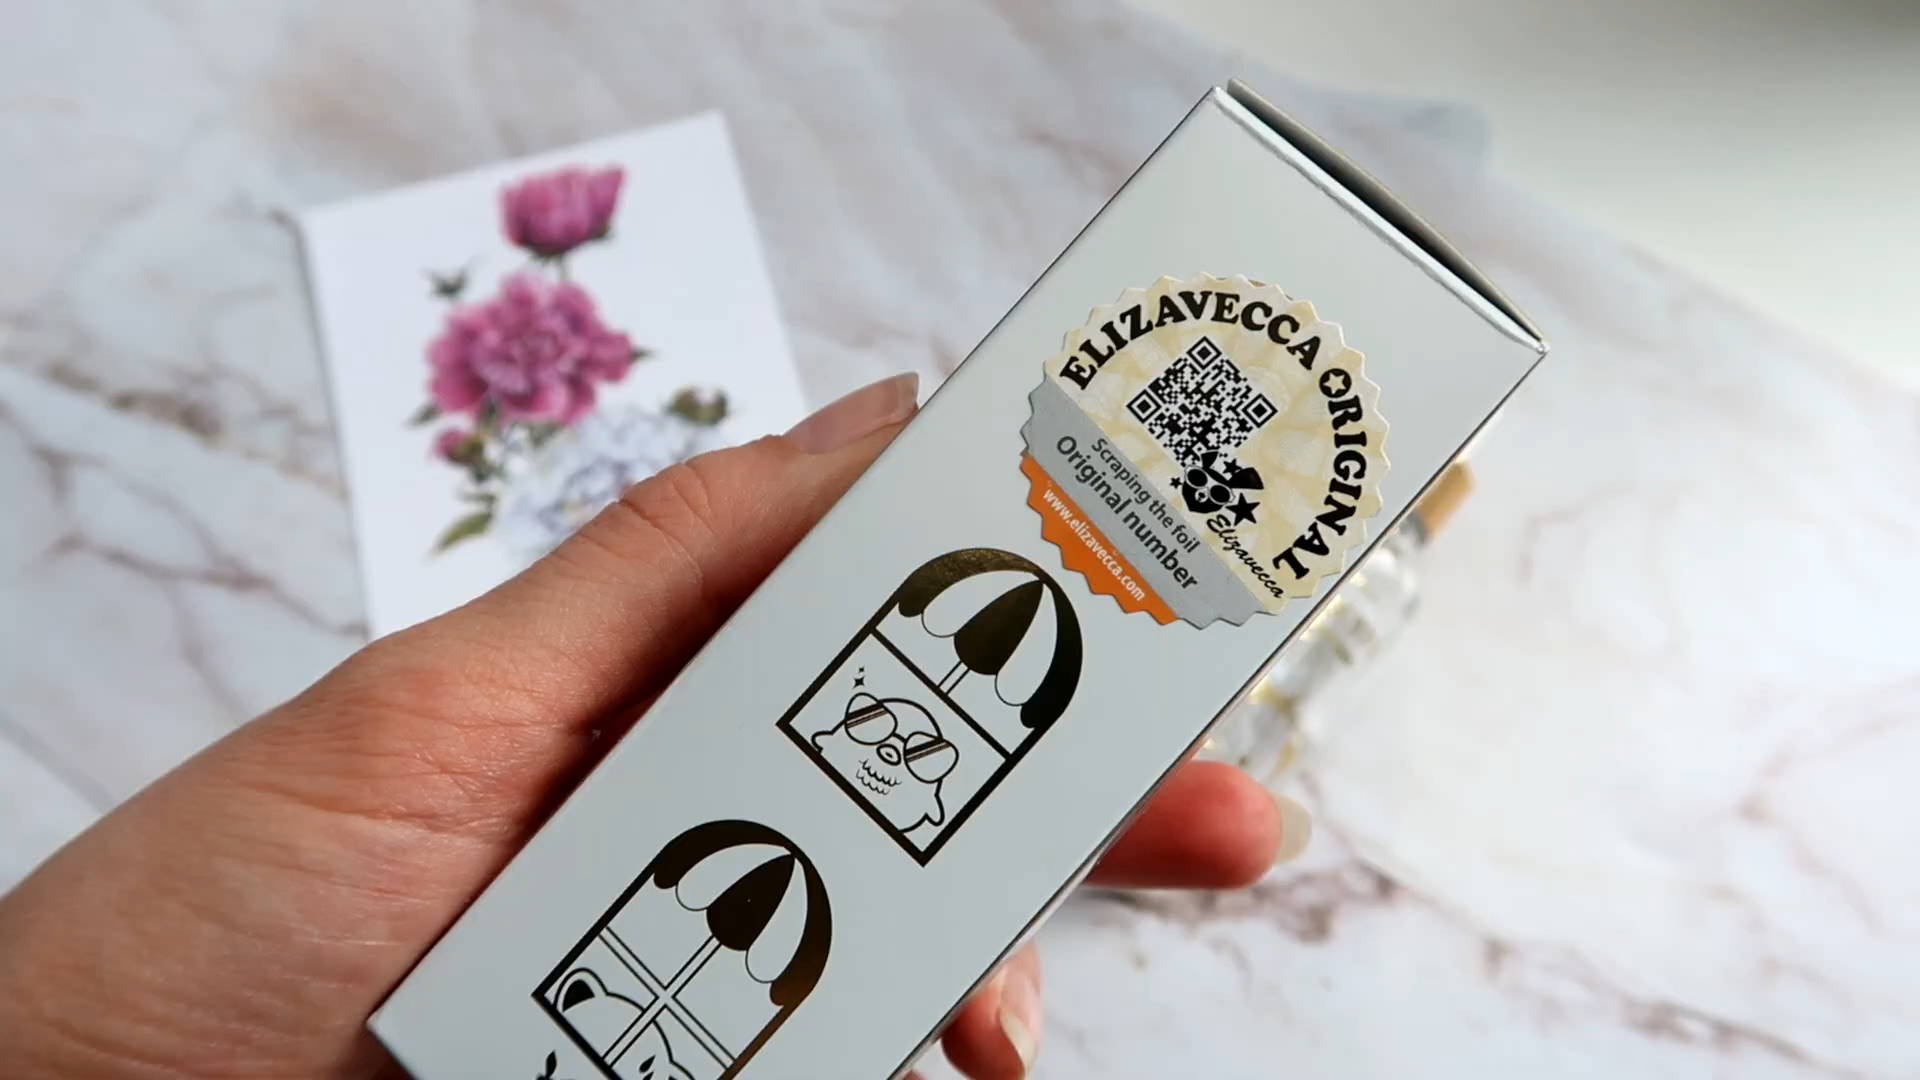 ELIZAVECCA ORIGINAL
Elizavecca
Scraping the foil
Original number
www.elizavecca.com